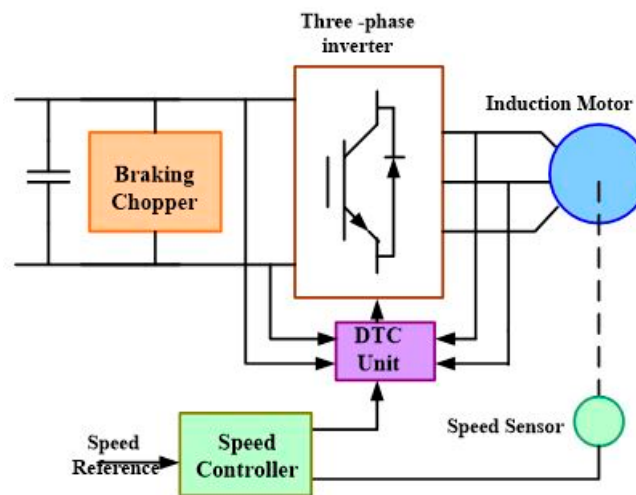 Three -phase
inverter
Induction Motor
Braking
Chopper
DTC
Unit
Speed Sensor
Speed
Reference
Speed
Controller